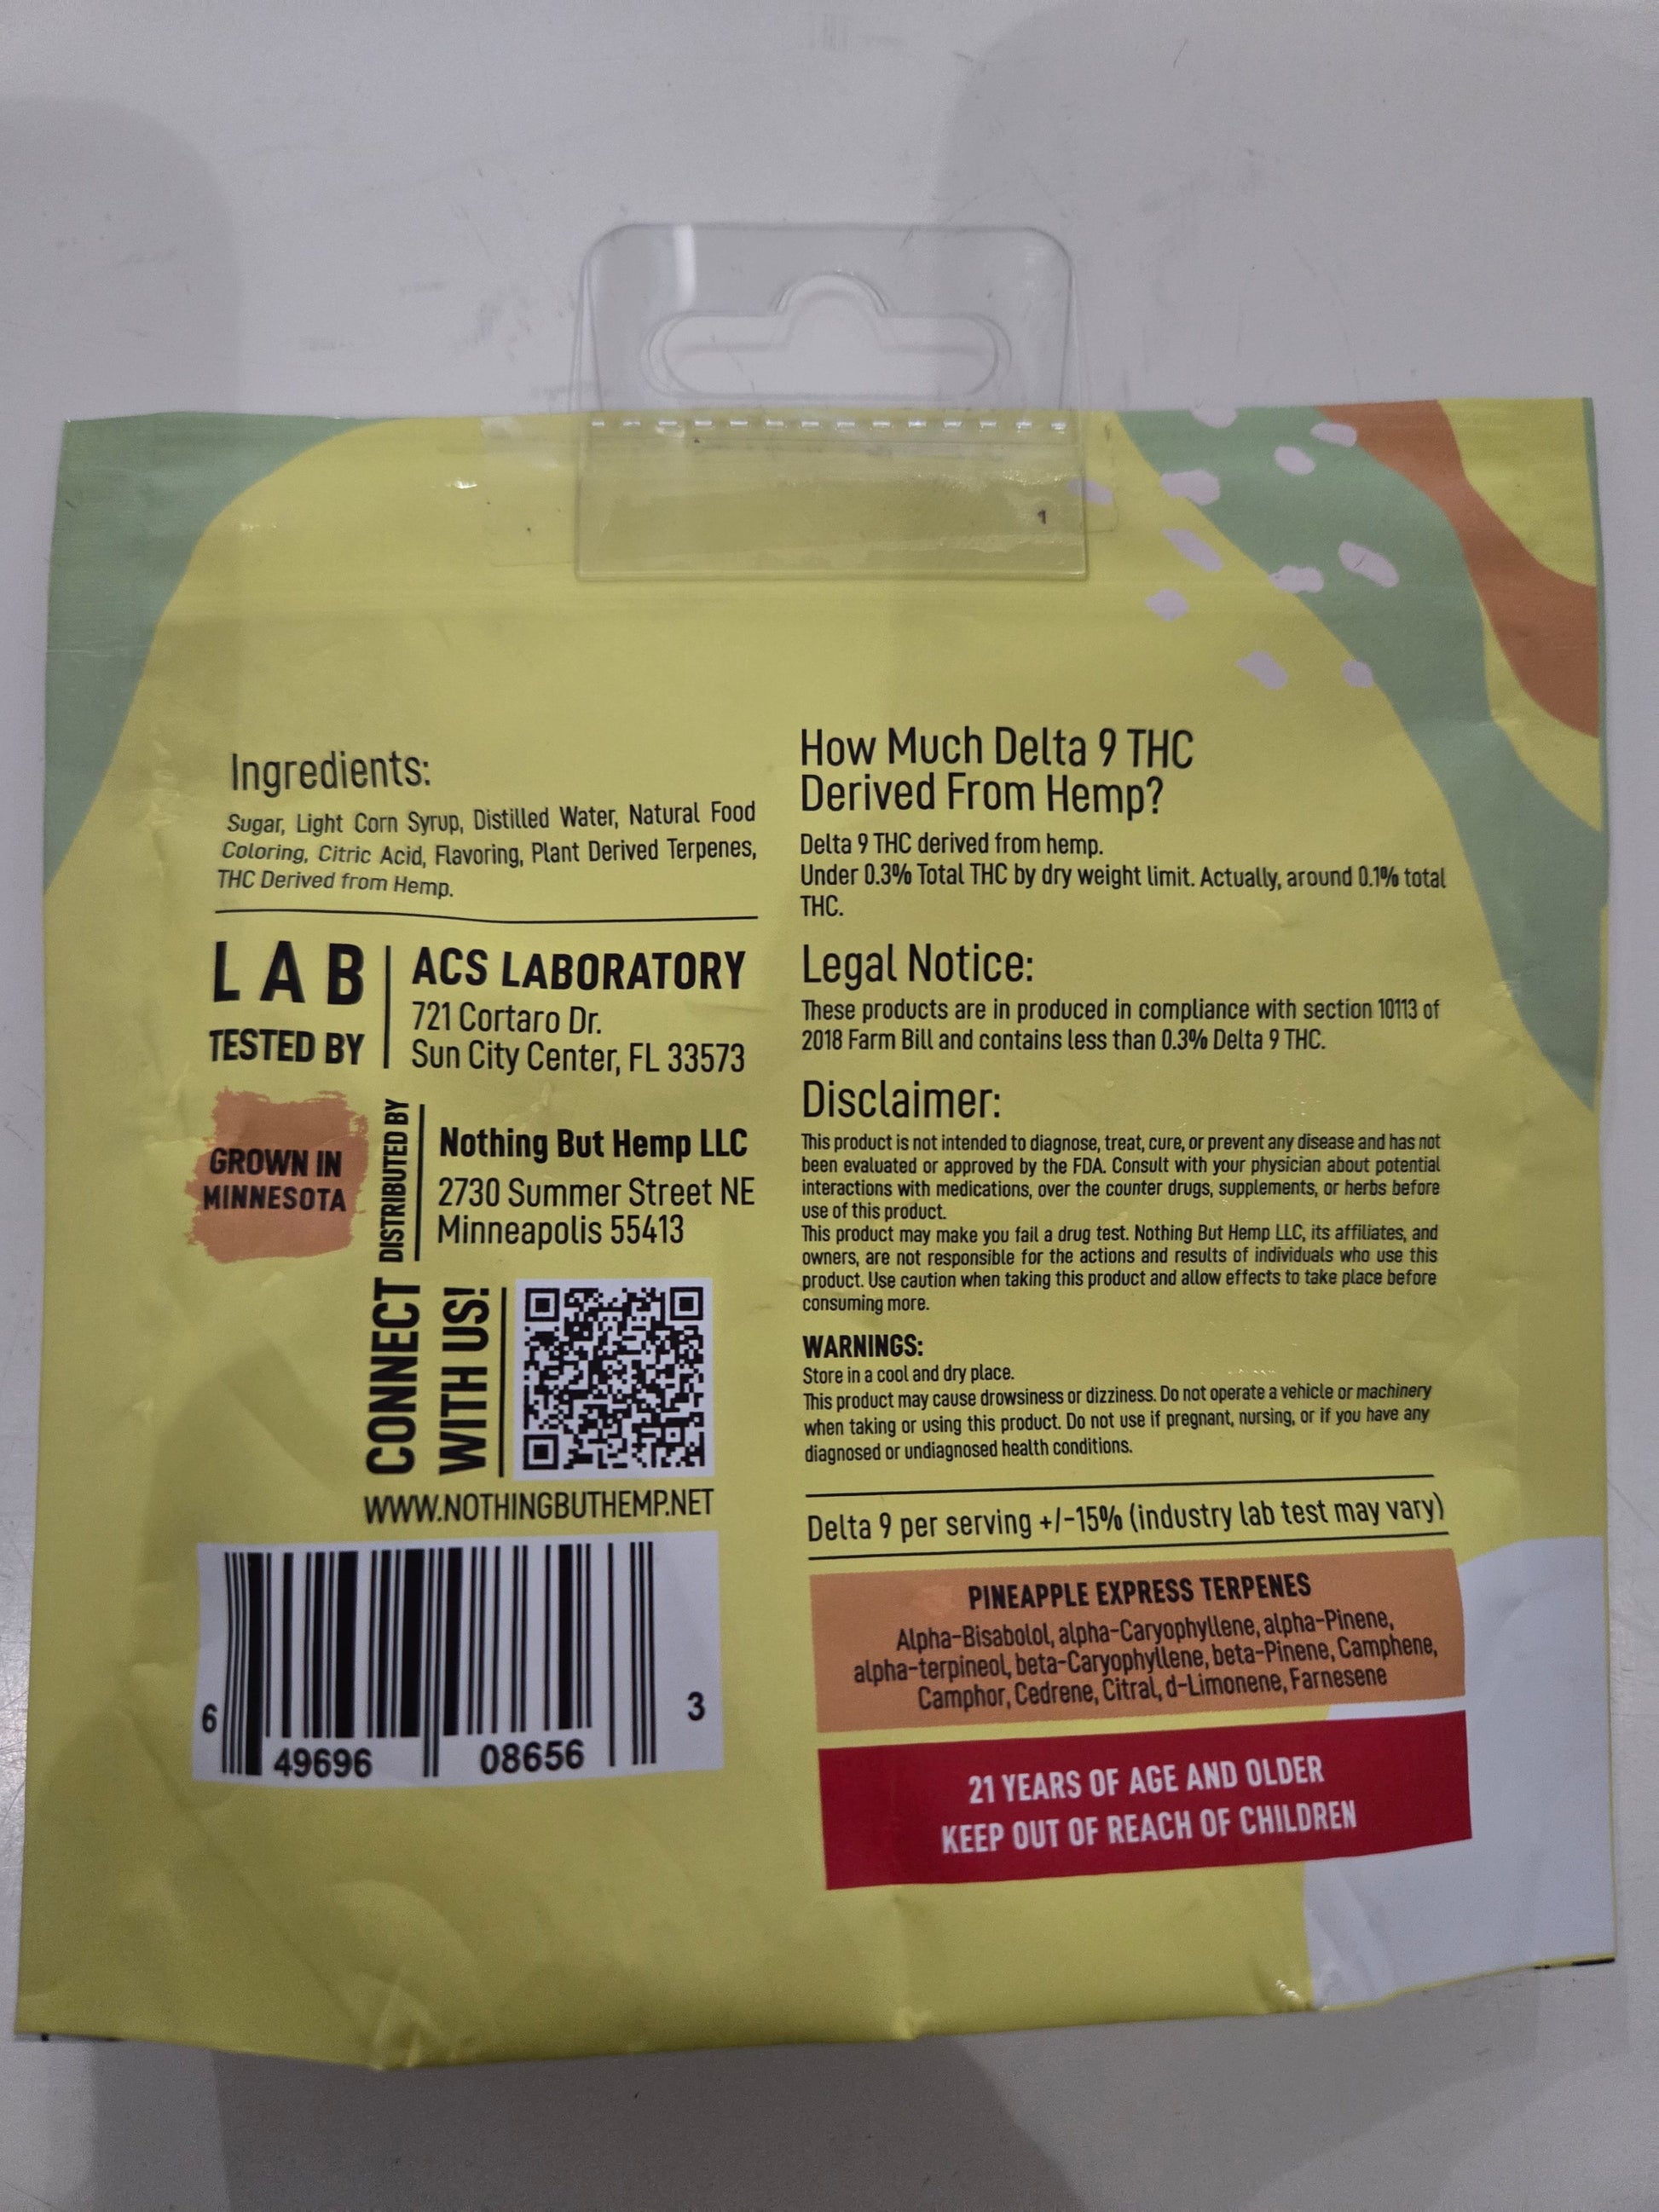 1
Ingredients:
Sugar, Light Corn Syrup, Distilled Water, Natural Food
Coloring, Citric Acid, Flavoring, Plant Derived Terpenes,
THC Derived from Hemp.
LAB
TESTED BY
ACS LABORATORY
721 Cortaro Dr.
Sun City Center, FL 33573
GROWN IN
MINNESOTA
DISTRIBUTED BY
Nothing But Hemp LLC
2730 Summer Street NE
Minneapolis 55413
CONNECT
WITH US!
WWW.NOTHINGBUTHEMP.NET
6 49696 08656 3
How Much Delta 9 THC
Derived From Hemp?
Delta 9 THC derived from hemp.
Under 0.3% Total THC by dry weight limit. Actually, around 0.1% total
THC.
Legal Notice:
These products are in produced in compliance with section 10113 of
2018 Farm Bill and contains less than 0.3% Delta 9 THC.
Disclaimer:
This product is not intended to diagnose, treat, cure, or prevent any disease and has not
been evaluated or approved by the FDA. Consult with your physician about potential
interactions with medications, over the counter drugs, supplements, or herbs before
use of this product.
This product may make you fail a drug test. Nothing But Hemp LLC, its affiliates, and
owners, are not responsible for the actions and results of individuals who use this
product. Use caution when taking this product and allow effects to take place before
consuming more.
WARNINGS:
Store in a cool and dry place.
This product may cause drowsiness or dizziness. Do not operate a vehicle or machinery
when taking or using this product. Do not use if pregnant, nursing, or if you have any
diagnosed or undiagnosed health conditions.
Delta 9 per serving +/-15% (industry lab test may vary)
PINEAPPLE EXPRESS TERPENES
Alpha-Bisabolol, alpha-Caryophyllene, alpha-Pinene,
alpha-terpineol, beta-Caryophyllene, beta-Pinene, Camphene,
Camphor, Cedrene, Citral, d-Limonene, Farnesene
21 YEARS OF AGE AND OLDER
KEEP OUT OF REACH OF CHILDREN